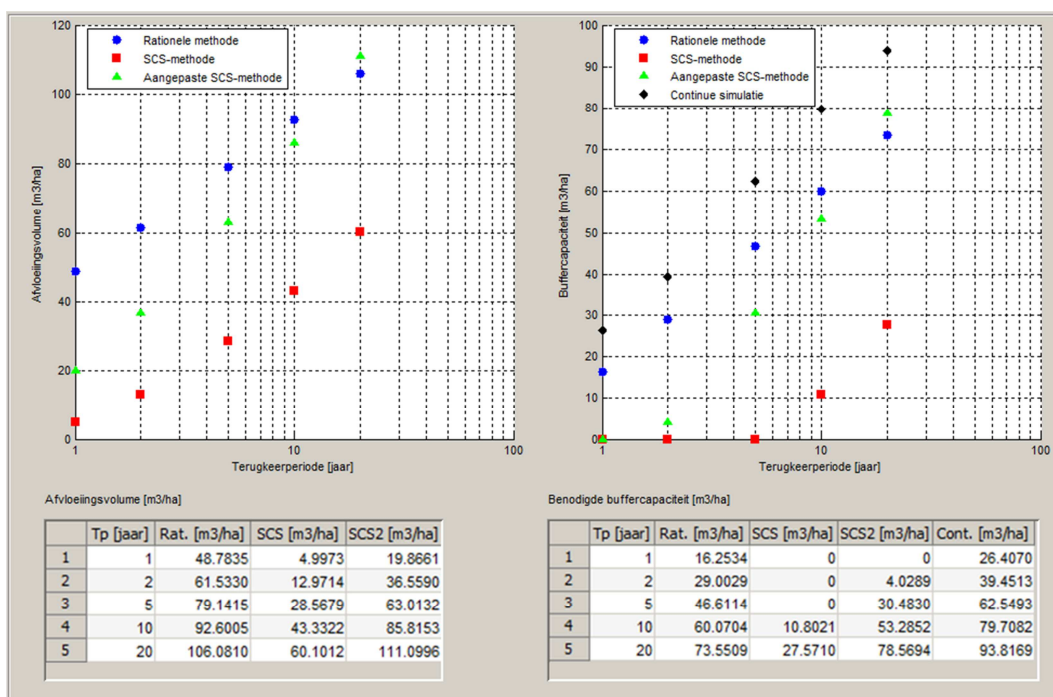 120
100
80
60
40
20
0
Afvloeiingsvolume [m3/ha]
Rationele methode
SCS-methode
Aangepaste SCS-methode
1
10
100
Terugkeerperiode [jaar]
100
90
80
70
60
50
40
30
20
10
0
Buffercapaciteit [m3/ha]
Rationele methode
SCS-methode
Aangepaste SCS-methode
Continue simulatie
1
10
100
Terugkeerperiode [jaar]
Afvloeiingsvolume [m3/ha]
Tp [jaar] Rat. [m3/ha] SCS [m3/ha] SCS2 [m3/ha]
1 1 48.7835 4.9973 19.8661
2 2 61.5330 12.9714 36.5590
3 5 79.1415 28.5679 63.0132
4 10 92.6005 43.3322 85.8153
5 20 106.0810 60.1012 111.0996
Benodigde buffercapaciteit [m3/ha]
Tp [jaar] Rat. [m3/ha] SCS [m3/ha] SCS2 [m3/ha] Cont. [m3/ha]
1 1 16.2534 0 0 26.4070
2 2 29.0029 0 4.0289 39.4513
3 5 46.6114 0 30.4830 62.5493
4 10 60.0704 10.8021 53.2852 79.7082
5 20 73.5509 27.5710 78.5694 93.8169